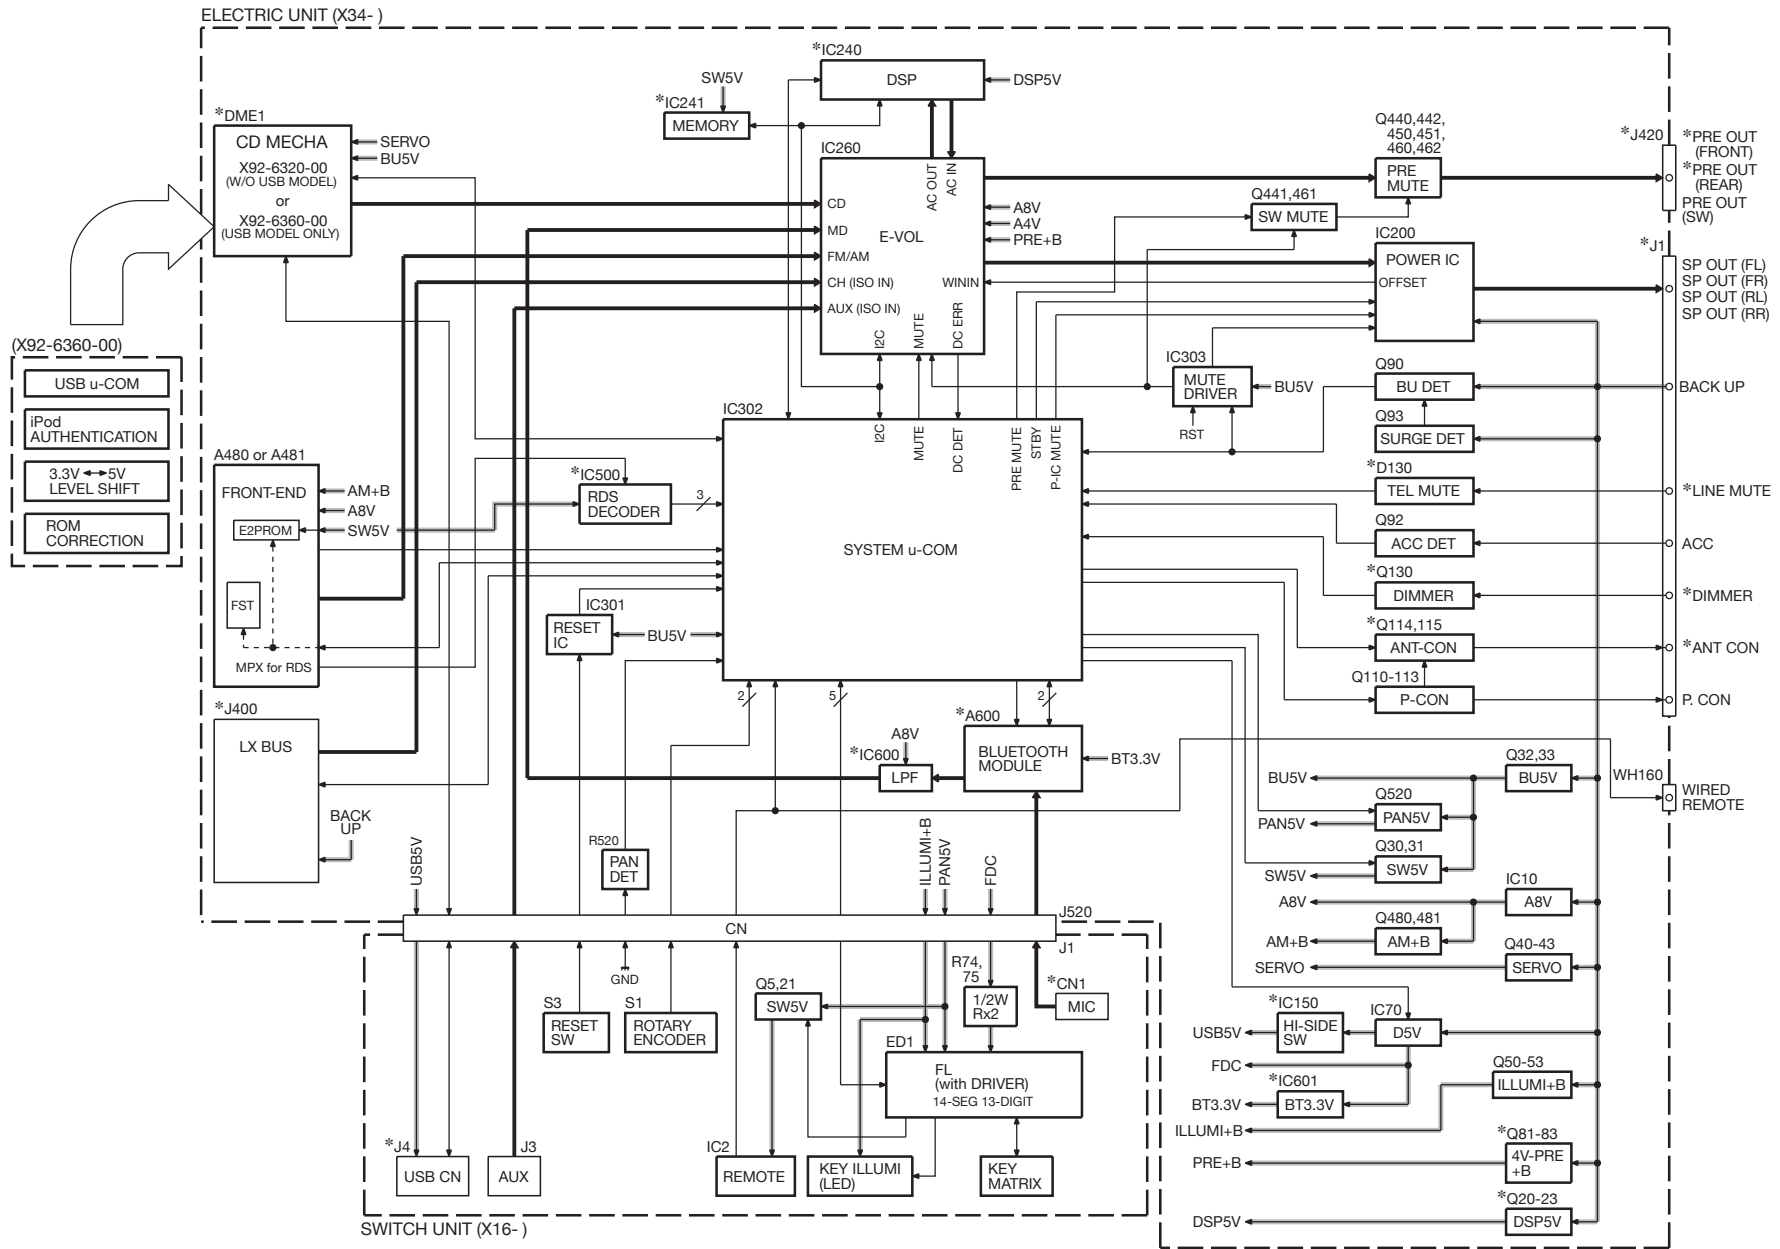 ELECTRIC UNIT (X34- )
*DME1
CD MECHA
X92-6320-00
(W/O USB MODEL)
or
X92-6360-00
(USB MODEL ONLY)
SERVO
BU5V
(X92-6360-00)
USB u-COM
iPod
AUTHENTICATION
3.3V 5V
LEVEL SHIFT
ROM
CORRECTION
A480 or A481
FRONT-END
AM+B
A8V
SW5V
E2PROM
FST
MPX for RDS
*J400
LX BUS
BACK
UP
SW5V
*IC241
MEMORY
*IC240
DSP
DSP5V
IC260
AC OUT
AC IN
CD
MD
E-VOL
FM/AM
CH (ISO IN)
AUX (ISO IN)
WININ
I2C
MUTE
DC ERR
A8V
A4V
PRE+B
IC302
I2C
MUTE
DC DET
PRE MUTE
STBY
P-IC MUTE
SYSTEM u-COM
*IC500
RDS
DECODER
3
IC301
RESET
IC
BU5V
2
5
2
*A600
BLUETOOTH
MODULE
BT3.3V
A8V
*IC600
LPF
R520
PAN
DET
USB5V
ILLUMI+B
PAN5V
FDC
Q440,442,
450,451,
460,462
PRE
MUTE
Q441,461
SW MUTE
IC200
POWER IC
OFFSET
IC303
MUTE
DRIVER
BU5V
RST
Q90
BU DET
Q93
SURGE DET
*D130
TEL MUTE
Q92
ACC DET
*Q130
DIMMER
*Q114,115
ANT-CON
Q110-113
P-CON
*J420
*PRE OUT
(FRONT)
*PRE OUT
(REAR)
PRE OUT
(SW)
*J1
SP OUT (FL)
SP OUT (FR)
SP OUT (RL)
SP OUT (RR)
BACK UP
*LINE MUTE
ACC
*DIMMER
*ANT CON
P. CON
WH160
WIRED
REMOTE
Q32,33
BU5V
BU5V
Q520
PAN5V
PAN5V
Q30,31
SW5V
SW5V
IC10
A8V
A8V
Q480,481
AM+B
AM+B
Q40-43
SERVO
SERVO
*IC150
HI-SIDE
SW
USB5V
IC70
D5V
FDC
*IC601
BT3.3V
BT3.3V
Q50-53
ILLUMI+B
ILLUMI+B
*Q81-83
4V-PRE
+B
PRE+B
*Q20-23
DSP5V
DSP5V
J520
CN
J1
GND
S3
RESET
SW
S1
ROTARY
ENCODER
Q5,21
SW5V
R74,
75
1/2W
Rx2
*CN1
MIC
ED1
FL
(with DRIVER)
14-SEG 13-DIGIT
*J4
USB CN
J3
AUX
IC2
REMOTE
KEY ILLUMI
(LED)
KEY
MATRIX
SWITCH UNIT (X16- )